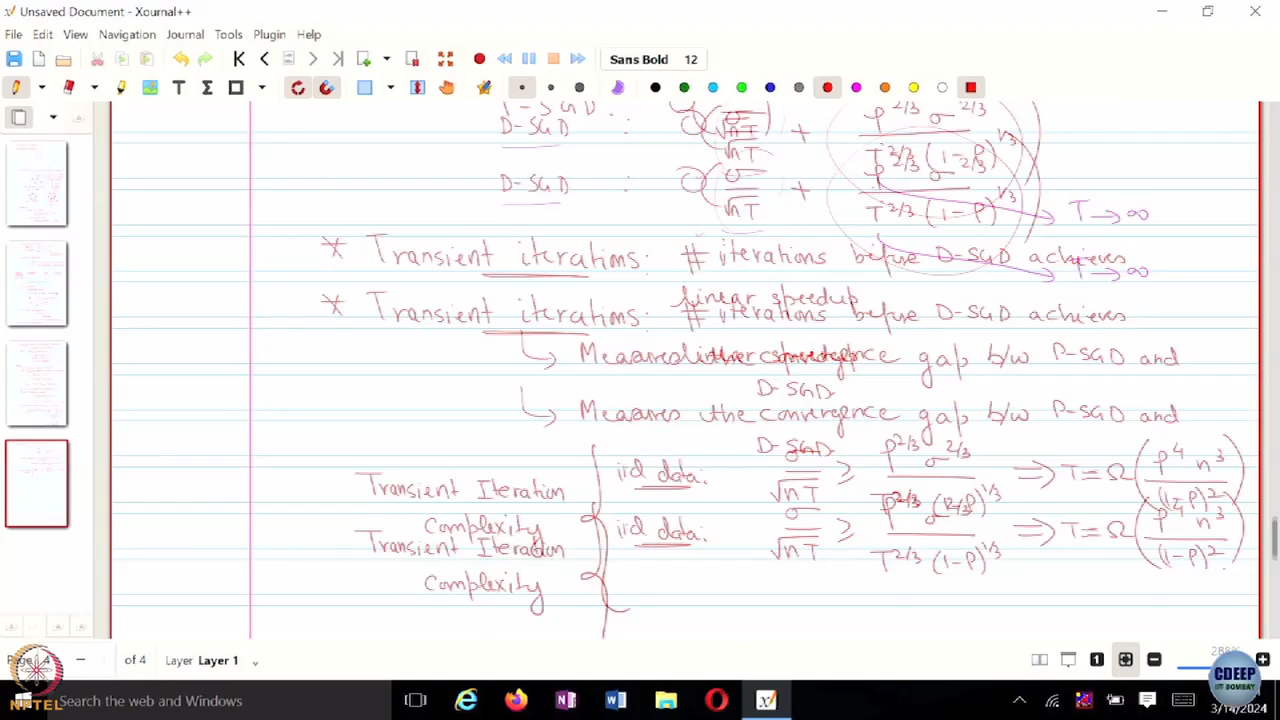 Unsaved Document - Xournal++
File Edit View Navigation Journal Tools Plugin Help
Sans Bold 12
D-SGD :
σ/√nT + ρ^{2/3} σ^{2/3} / T^{2/3} (1-ρ)^{1/3}
D-SGD : O( σ/√nT + ρ^{2/3} σ^{2/3} / T^{2/3} (1-ρ)^{1/3} ) T → ∞
* Transient iterations: # iterations before D-SGD achieves
T → ∞
linear speedup
* Transient iterations: # iterations before D-SGD achieves
↳ Measures the convergence gap b/w P-SGD and
D-SGD.
↳ Measures the convergence gap b/w P-SGD and
D-SGD.
Transient Iteration Complexity { iid data: σ/√nT ≥ ρ^{2/3} σ^{2/3} / T^{2/3} (1-ρ)^{1/3} ⇒ T = Ω( ρ^4 n^3 / (1-ρ)^2 )
Transient Iteration Complexity { iid data: σ/√nT ≥ ρ^{2/3} σ^{2/3} / T^{2/3} (1-ρ)^{1/3} ⇒ T = Ω( ρ^4 n^3 / (1-ρ)^2 )
Page 4 of 4 Layer Layer 1 288%
Search the web and Windows
NPTEL
CDEEP
IIT BOMBAY
3/14/2024